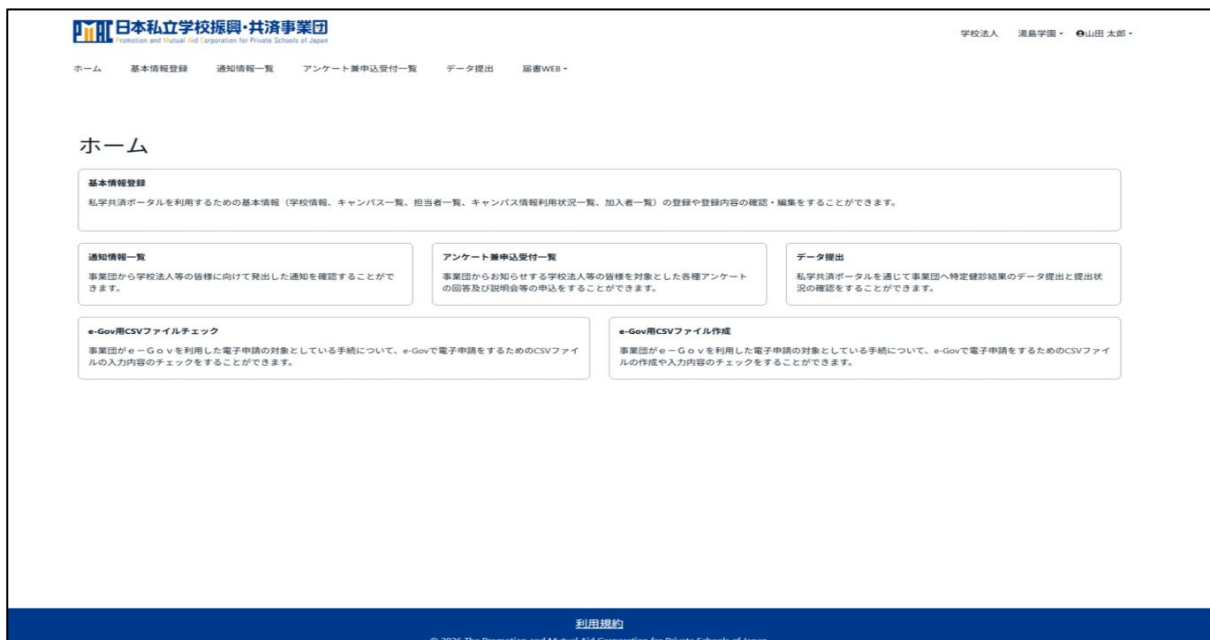 PMAC 日本私立学校振興・共済事業団
Promotion and Mutual Aid Corporation for Private Schools of Japan
学校法人 湯島学園 山田 太郎
ホーム 基本情報登録 通知情報一覧 アンケート兼申込受付一覧 データ提出 届書WEB
ホーム
基本情報登録
私学共済ポータルを利用するための基本情報（学校情報、キャンパス一覧、担当者一覧、キャンパス情報利用状況一覧、加入者一覧）の登録や登録内容の確認・編集をすることができます。
通知情報一覧
事業団から学校法人等の皆様に向けて発出した通知を確認することがで
きます。
アンケート兼申込受付一覧
事業団からお知らせする学校法人等の皆様を対象とした各種アンケート
の回答及び説明会等の申込をすることができます。
データ提出
私学共済ポータルを通じて事業団へ特定健診結果のデータ提出と提出状
況の確認をすることができます。
e-Gov用CSVファイルチェック
事業団がｅ－Ｇｏｖを利用した電子申請の対象としている手続について、e-Govで電子申請をするためのCSVファイ
ルの入力内容のチェックをすることができます。
e-Gov用CSVファイル作成
事業団がｅ－Ｇｏｖを利用した電子申請の対象としている手続について、e-Govで電子申請をするためのCSVファイ
ルの作成や入力内容のチェックをすることができます。
利用規約
© 2026 The Promotion and Mutual Aid Corporation for Private Schools of Japan